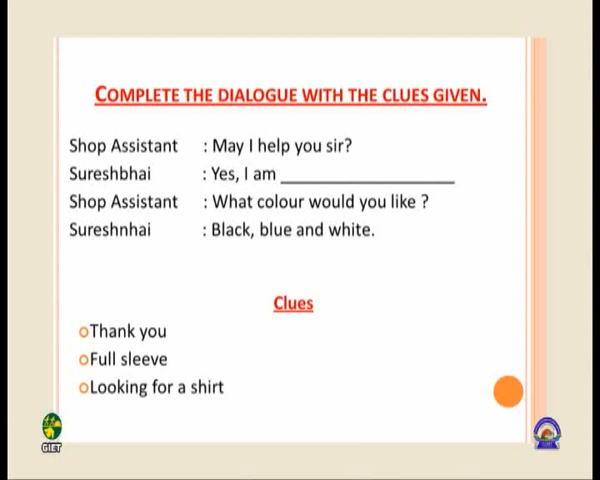 COMPLETE THE DIALOGUE WITH THE CLUES GIVEN.
Shop Assistant : May I help you sir?
Sureshbhai : Yes, I am ____________________
Shop Assistant : What colour would you like ?
Sureshnhai : Black, blue and white.
Clues
Thank you
Full sleeve
Looking for a shirt
GIET